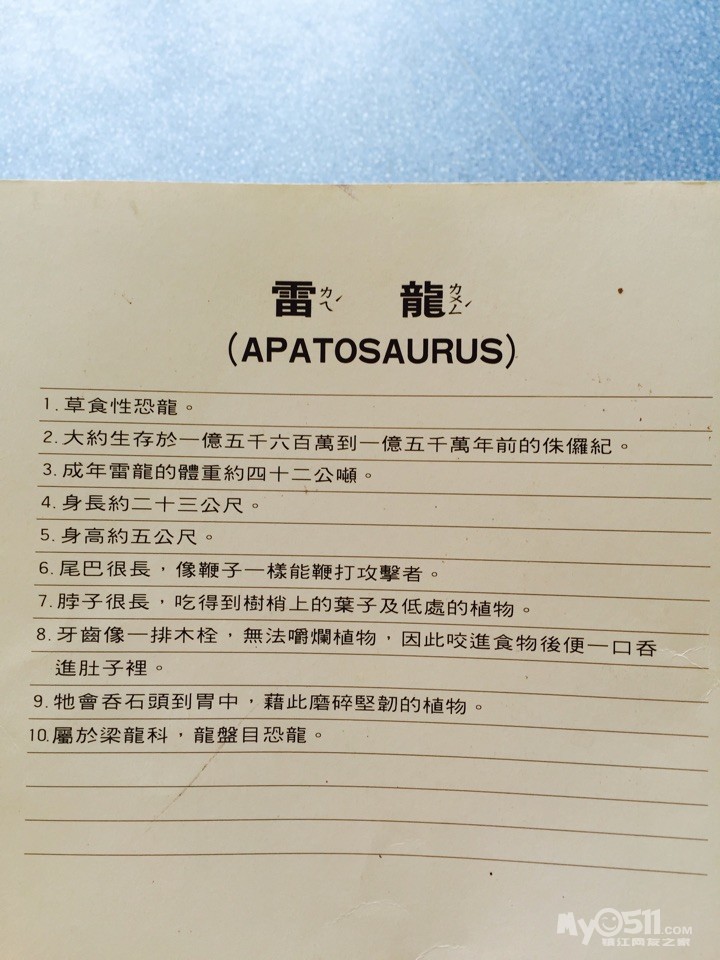 雷ㄌㄟˊ 龍ㄌㄨㄥˊ
(APATOSAURUS)
1. 草食性恐龍。
2. 大約生存於一億五千六百萬到一億五千萬年前的侏儸紀。
3. 成年雷龍的體重約四十二公噸。
4. 身長約二十三公尺。
5. 身高約五公尺。
6. 尾巴很長，像鞭子一樣能鞭打攻擊者。
7. 脖子很長，吃得到樹梢上的葉子及低處的植物。
8. 牙齒像一排木栓，無法嚼爛植物，因此咬進食物後便一口吞
進肚子裡。
9. 牠會吞石頭到胃中，藉此磨碎堅韌的植物。
10. 屬於梁龍科，龍盤目恐龍。
My0511.COM
镇江网友之家